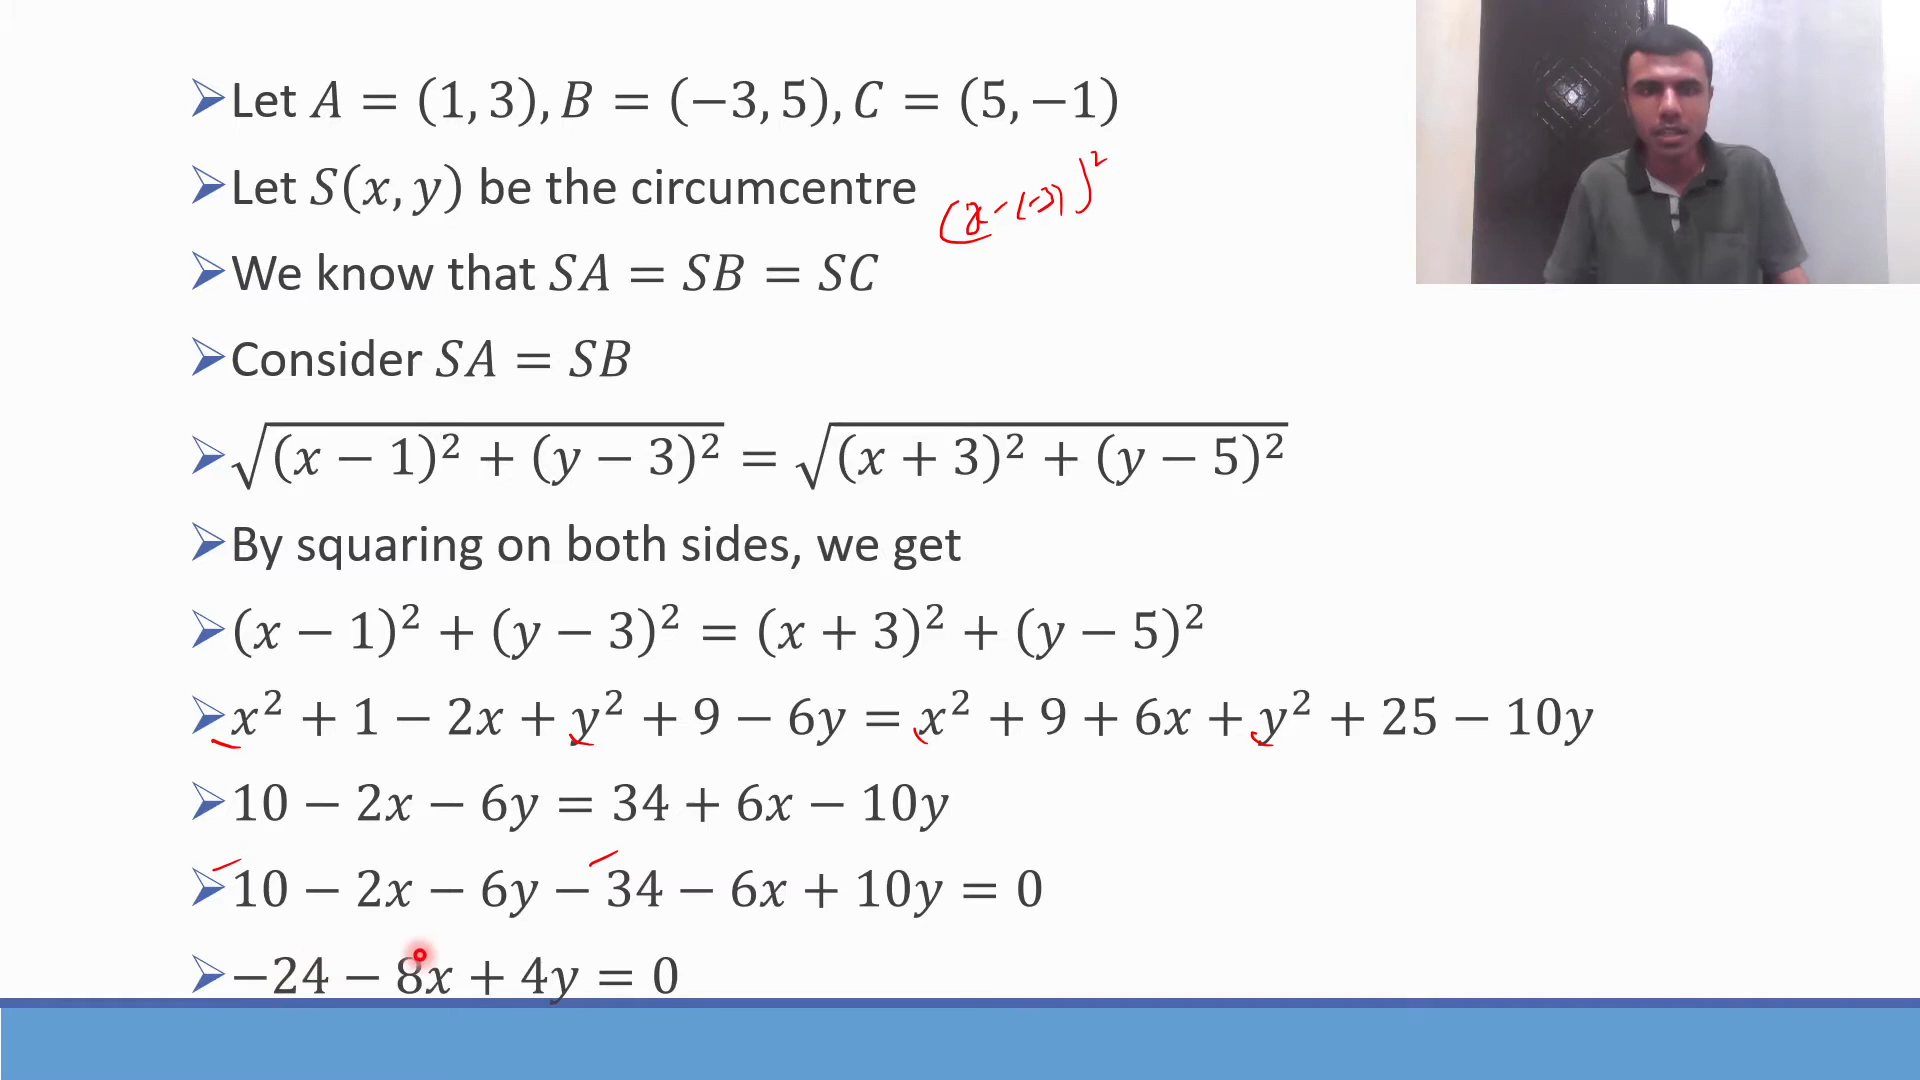 Let A = (1, 3), B = (−3, 5), C = (5, −1)
Let S(x, y) be the circumcentre
(x − (−3))²
We know that SA = SB = SC
Consider SA = SB
√((x − 1)² + (y − 3)²) = √((x + 3)² + (y − 5)²)
By squaring on both sides, we get
(x − 1)² + (y − 3)² = (x + 3)² + (y − 5)²
x² + 1 − 2x + y² + 9 − 6y = x² + 9 + 6x + y² + 25 − 10y
10 − 2x − 6y = 34 + 6x − 10y
10 − 2x − 6y − 34 − 6x + 10y = 0
−24 − 8x + 4y = 0